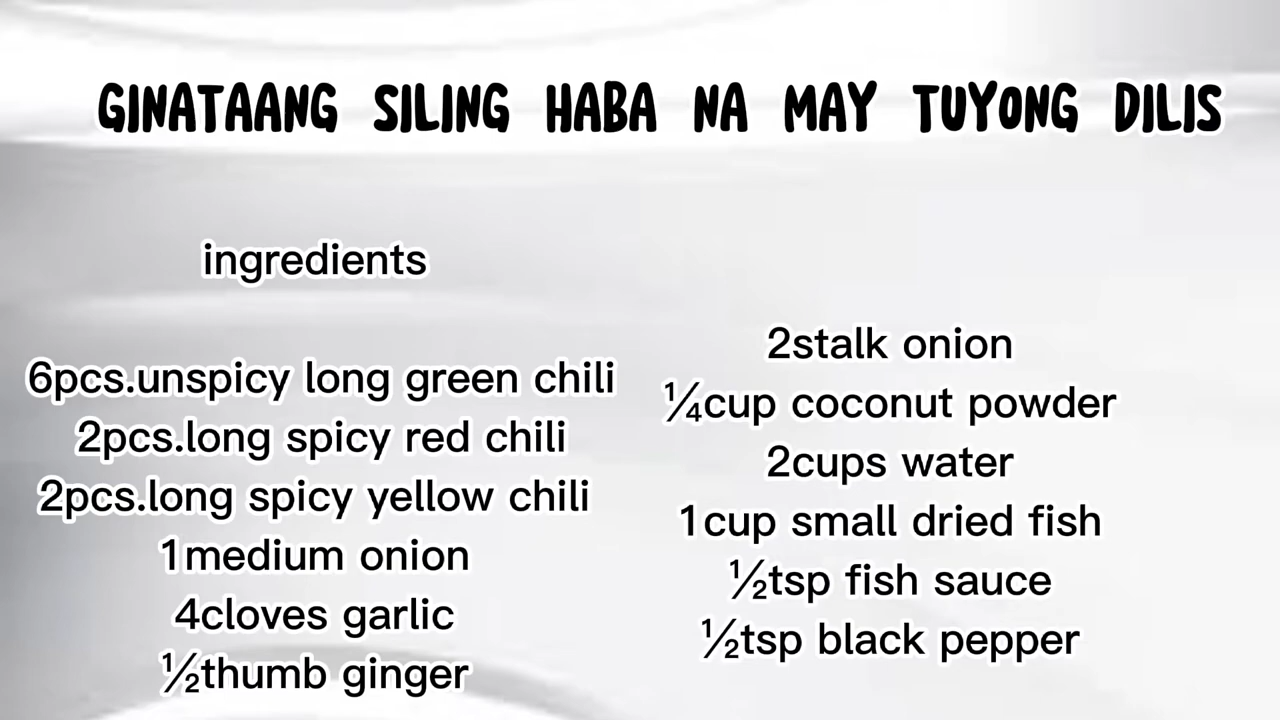 GINATAANG SILING HABA NA MAY TUYONG DILIS
ingredients
6pcs.unspicy long green chili
2pcs.long spicy red chili
2pcs.long spicy yellow chili
1medium onion
4cloves garlic
½thumb ginger
2stalk onion
¼cup coconut powder
2cups water
1cup small dried fish
½tsp fish sauce
½tsp black pepper